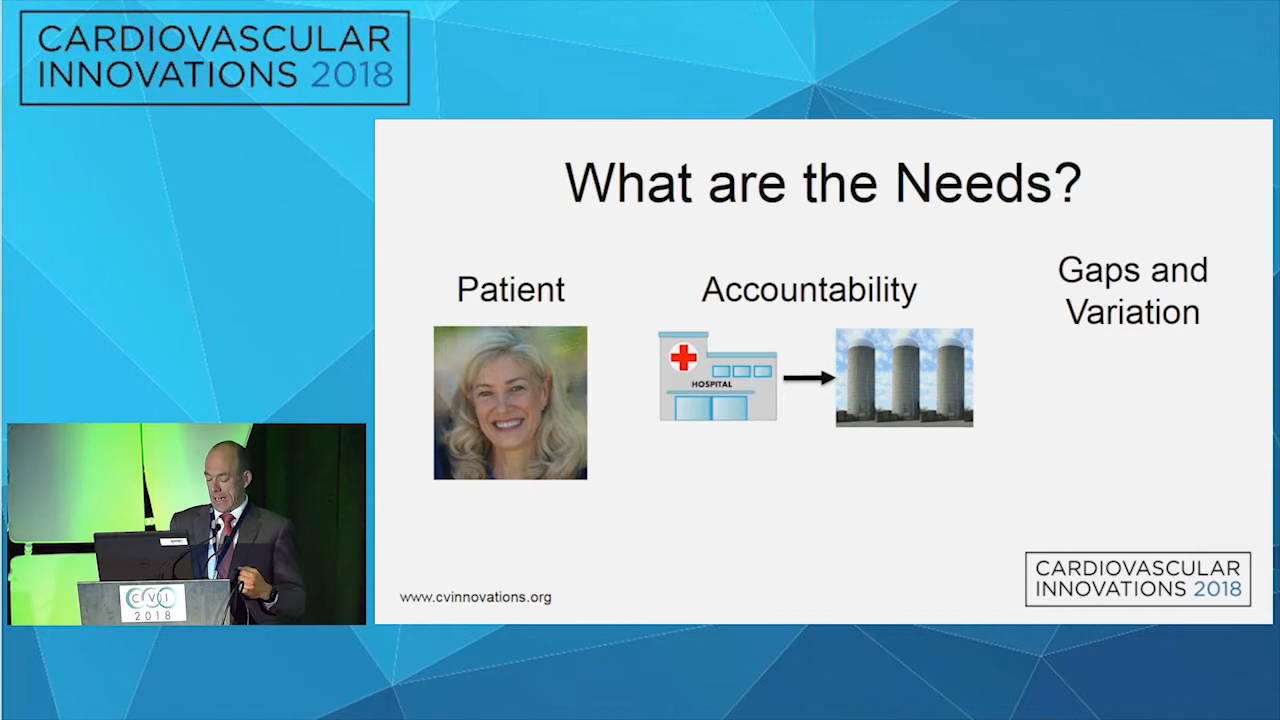 CARDIOVASCULAR
INNOVATIONS 2018
What are the Needs?
Patient
Accountability
Gaps and
Variation
HOSPITAL
www.cvinnovations.org
CARDIOVASCULAR
INNOVATIONS 2018
CVI
2018